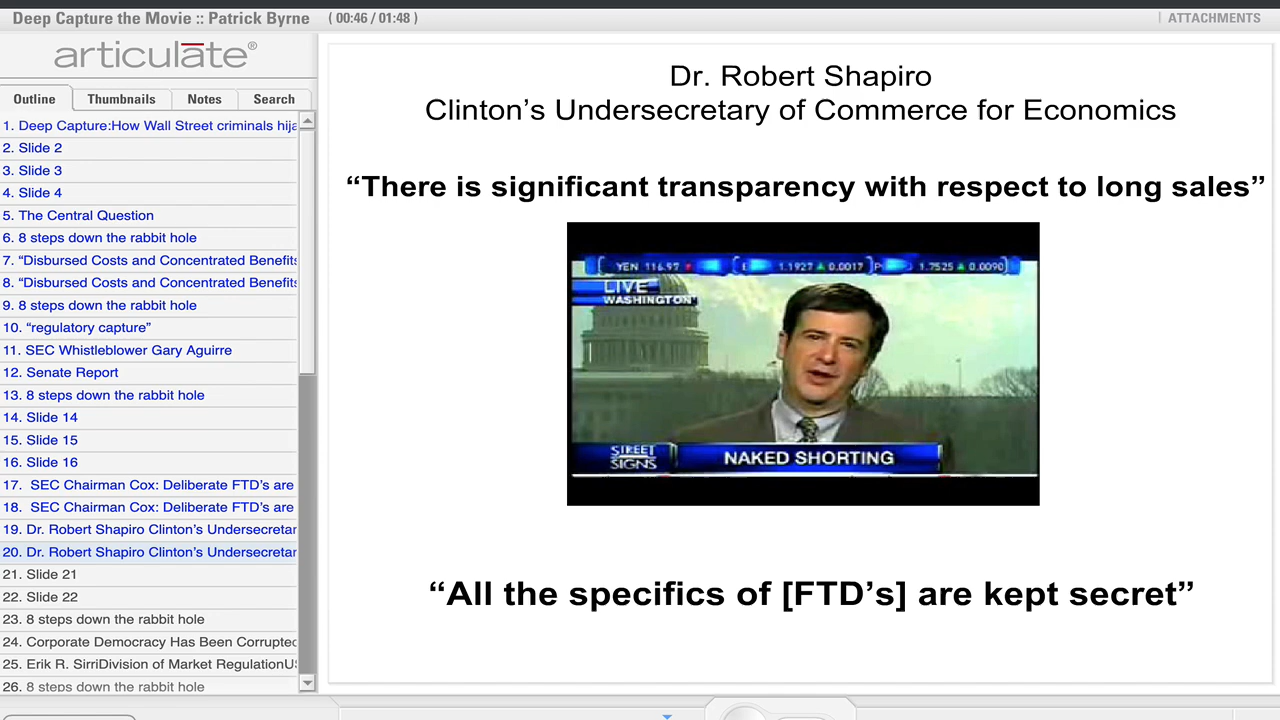 Deep Capture the Movie :: Patrick Byrne ( 00:46 / 01:48 )
ATTACHMENTS
articulate®
Outline Thumbnails Notes Search
1. Deep Capture:How Wall Street criminals hija
2. Slide 2
3. Slide 3
4. Slide 4
5. The Central Question
6. 8 steps down the rabbit hole
7. “Disbursed Costs and Concentrated Benefits
8. “Disbursed Costs and Concentrated Benefits
9. 8 steps down the rabbit hole
10. “regulatory capture”
11. SEC Whistleblower Gary Aguirre
12. Senate Report
13. 8 steps down the rabbit hole
14. Slide 14
15. Slide 15
16. Slide 16
17. SEC Chairman Cox: Deliberate FTD’s are
18. SEC Chairman Cox: Deliberate FTD’s are
19. Dr. Robert Shapiro Clinton’s Undersecretar
20. Dr. Robert Shapiro Clinton’s Undersecretar
21. Slide 21
22. Slide 22
23. 8 steps down the rabbit hole
24. Corporate Democracy Has Been Corrupted
25. Erik R. SirriDivision of Market RegulationU
26. 8 steps down the rabbit hole
Dr. Robert Shapiro
Clinton’s Undersecretary of Commerce for Economics
“There is significant transparency with respect to long sales”
YEN 116.97 1.1927 0.0017 1.7525 0.0090
LIVE
WASHINGTON
STREET
SIGNS
NAKED SHORTING
“All the specifics of [FTD’s] are kept secret”